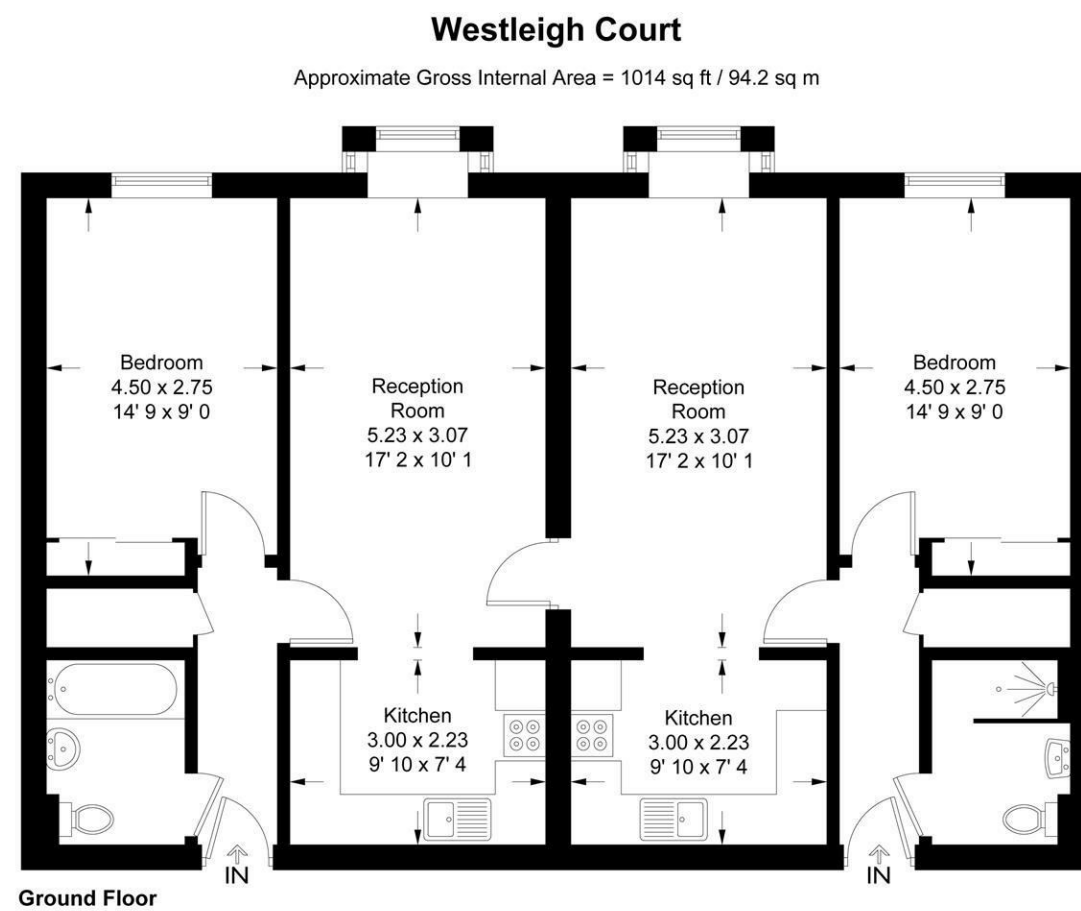 Westleigh Court
Approximate Gross Internal Area = 1014 sq ft / 94.2 sq m
Bedroom
4.50 x 2.75
14' 9 x 9' 0
Reception
Room
5.23 x 3.07
17' 2 x 10' 1
Reception
Room
5.23 x 3.07
17' 2 x 10' 1
Bedroom
4.50 x 2.75
14' 9 x 9' 0
Kitchen
3.00 x 2.23
9' 10 x 7' 4
Kitchen
3.00 x 2.23
9' 10 x 7' 4
IN
IN
Ground Floor